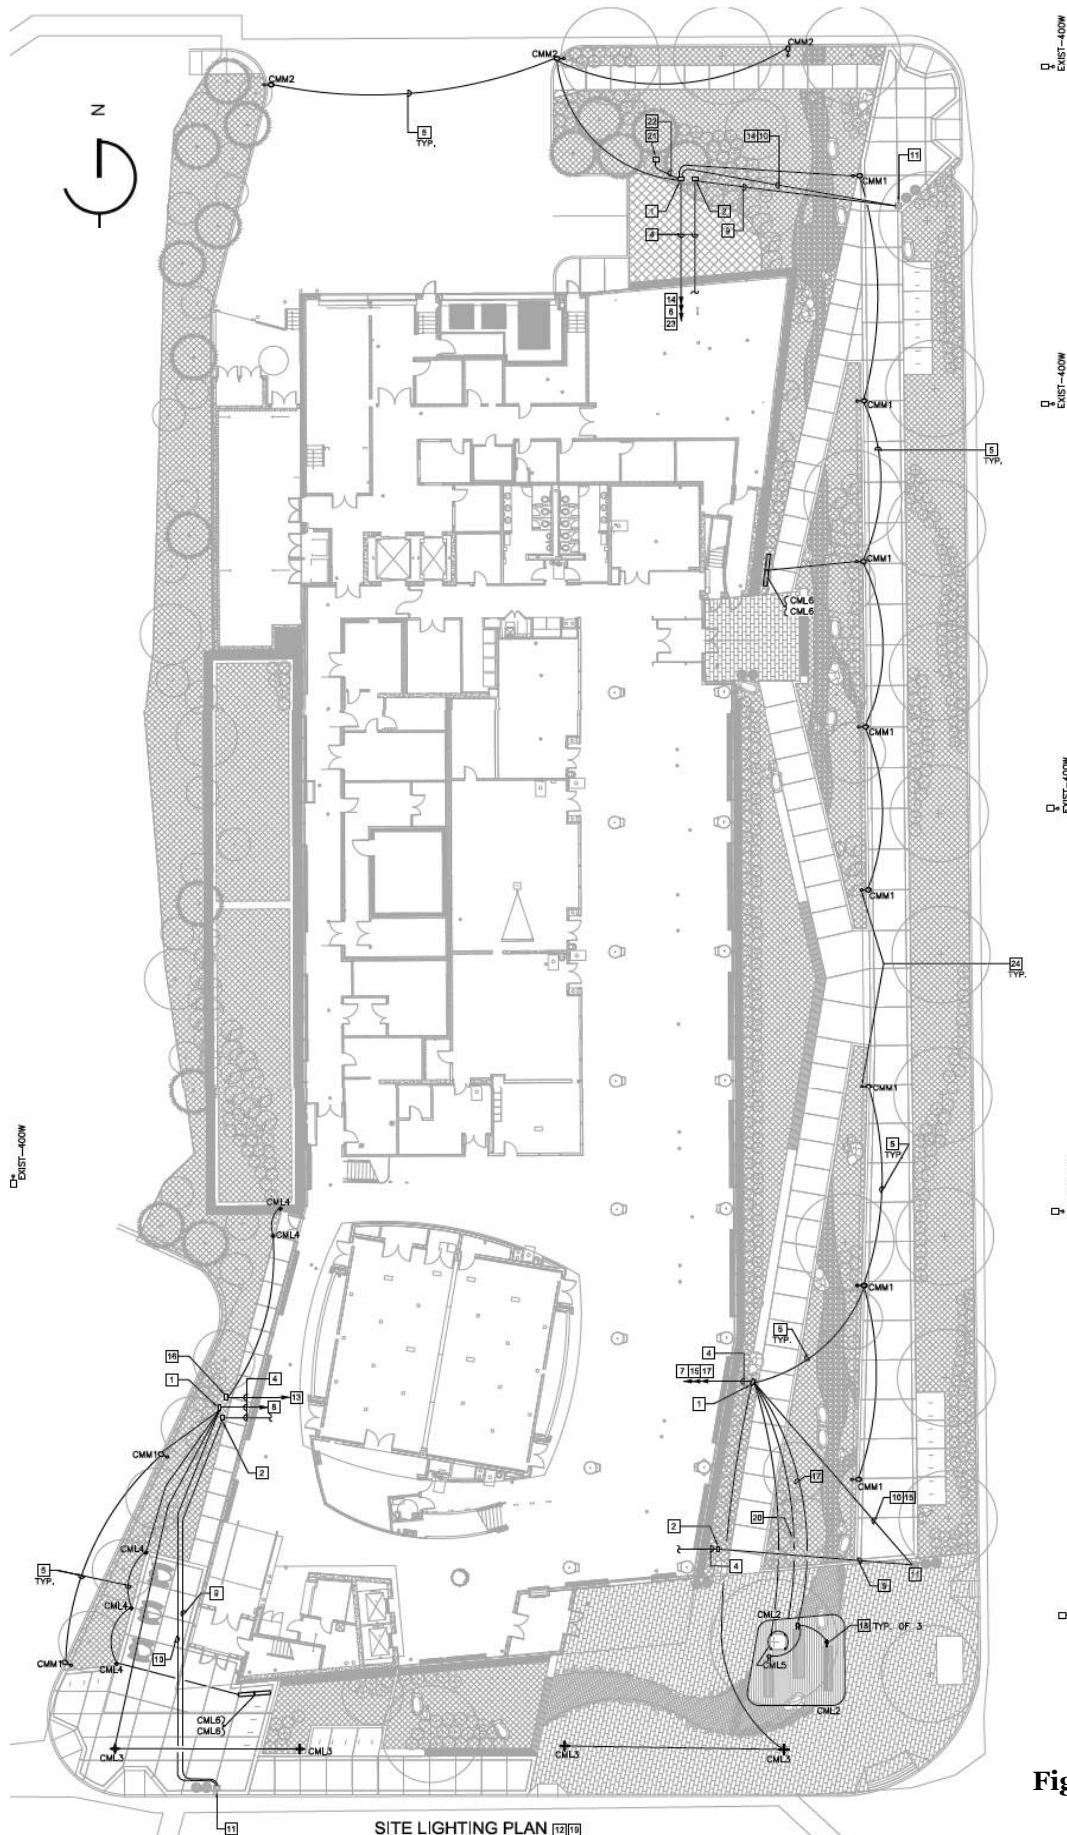 EXIST-400W
CMM2
CMM2
CMM2
N
5
TYP.
22
21
14 10
11
CMM1
1
2
4
9
14
6
23
EXIST-400W
CMM1
5
TYP.
CMM1
CML6
CML6
CMM1
EXIST-400W
CMM1
24
TYP.
CMM1
5
TYP.
EXIST-400W
CML4
CML4
CMM1
5
TYP.
16
4
4
1
13
7 15 17
8
1
CMM1
2
17
CMM1
10 15
20
2
CML4
5
TYP.
4
9
11
9
CML4
CML2
18 TYP. OF 3
10
CMM1
CML4
CML5
CML6
CML6
CML2
CML3
CML3
CML3
CML3
Fig
11
SITE LIGHTING PLAN 12 19